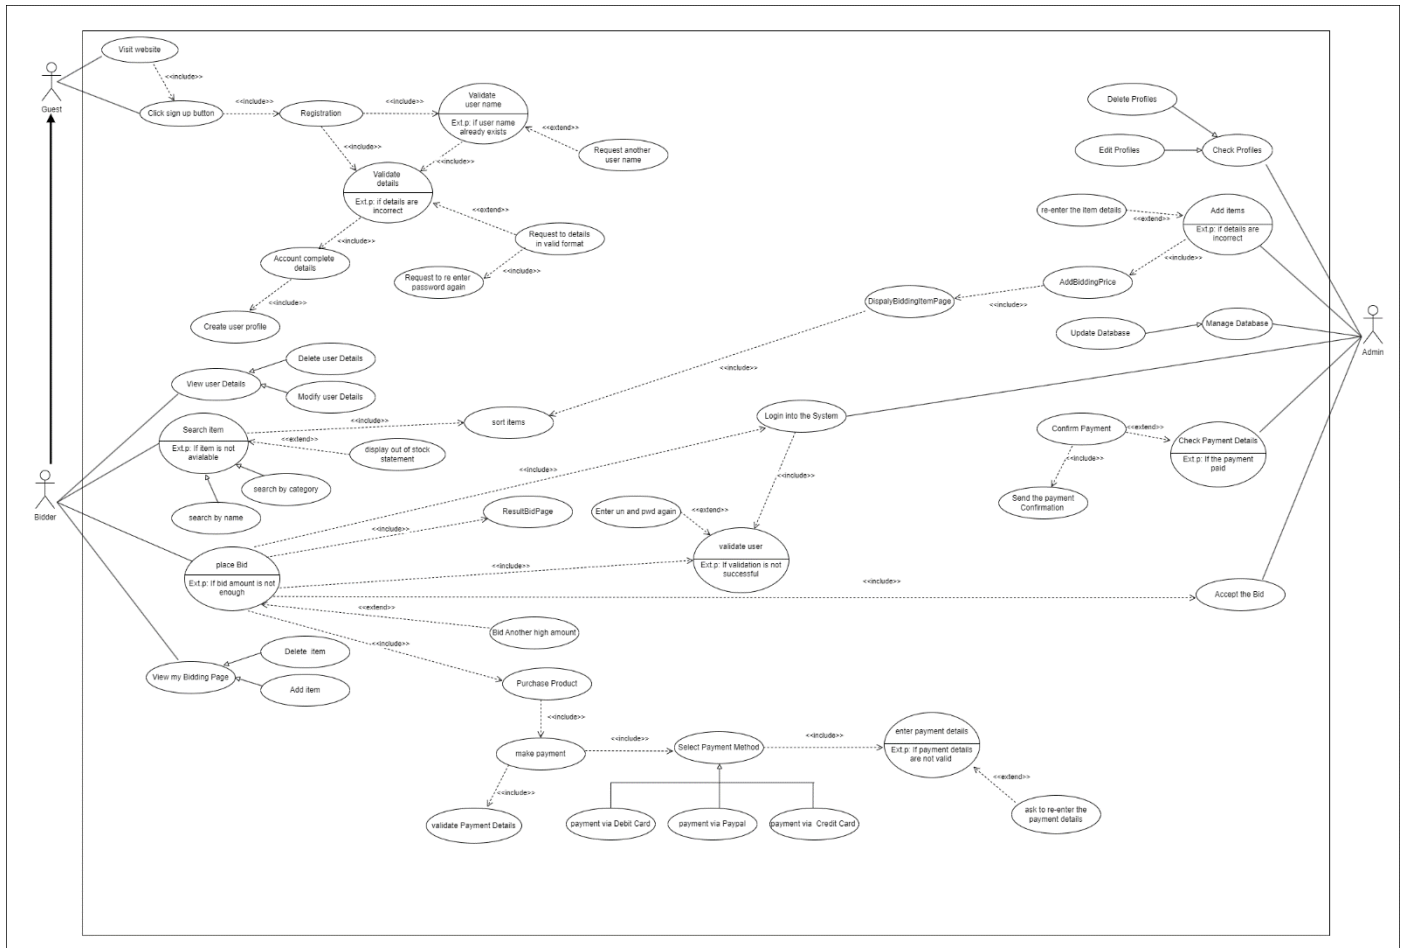 Visit website
<<include>>
Guest
Click sign up button
<<include>>
Registration
<<include>>
Validate
user name
Ext.p: if user name
already exists
<<extend>>
Request another
user name
<<include>>
<<include>>
Validate
details
Ext.p: if details are
incorrect
<<extend>>
Request to details
in valid format
<<include>>
Request to re enter
password again
<<include>>
Account complete
details
<<include>>
Create user profile
Delete Profiles
Edit Profiles
Check Profiles
re-enter the item details
<<extend>>
Add items
Ext.p: if details are
incorrect
<<include>>
AddBiddingPrice
<<include>>
DispalyBiddingItemPage
<<include>>
Update Database
Manage Database
Admin
Delete user Details
View user Details
Modify user Details
Search item
Ext.p: If item is not
avialable
<<include>>
sort items
<<extend>>
display out of stock
statement
search by category
search by name
Bidder
Login into the System
<<include>>
<<include>>
Confirm Payment
<<extend>>
Check Payment Details
Ext p: If the payment
paid
<<include>>
Send the payment
Confirmation
ResultBidPage
<<include>>
Enter un and pwd again
<<extend>>
validate user
Ext.p: If validation is not
successful
place Bid
Ext.p: If bid amount is not
enough
<<include>>
<<include>>
Accept the Bid
<<extend>>
Bid Another high amount
<<include>>
Delete item
View my Bidding Page
Add item
Purchase Product
<<include>>
make payment
<<include>>
Select Payment Method
<<include>>
enter payment details
Ext.p: If payment details
are not valid
<<extend>>
ask to re-enter the
payment details
<<include>>
validate Payment Details
payment via Debit Card
payment via Paypal
payment via Credit Card